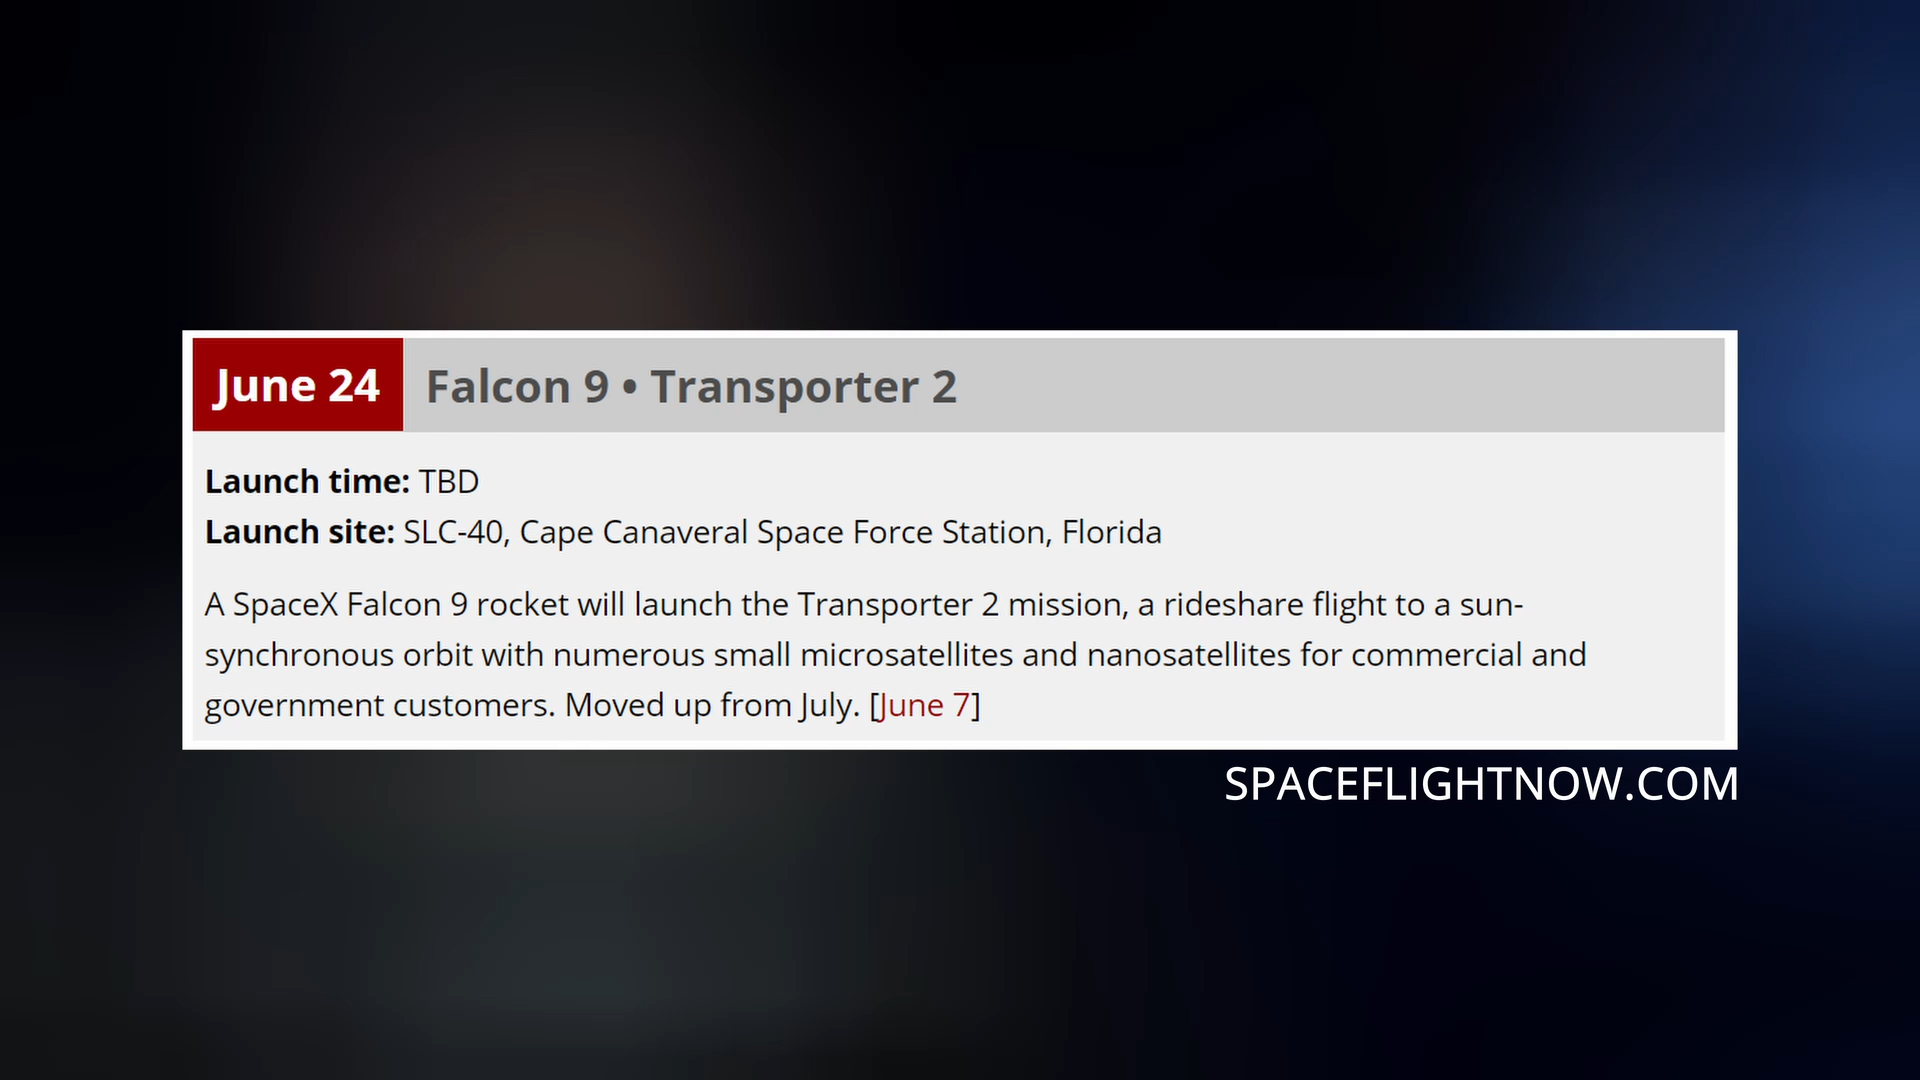 June 24
Falcon 9 • Transporter 2
Launch time: TBD
Launch site: SLC-40, Cape Canaveral Space Force Station, Florida
A SpaceX Falcon 9 rocket will launch the Transporter 2 mission, a rideshare flight to a sun-
synchronous orbit with numerous small microsatellites and nanosatellites for commercial and
government customers. Moved up from July. [June 7]
SPACEFLIGHTNOW.COM